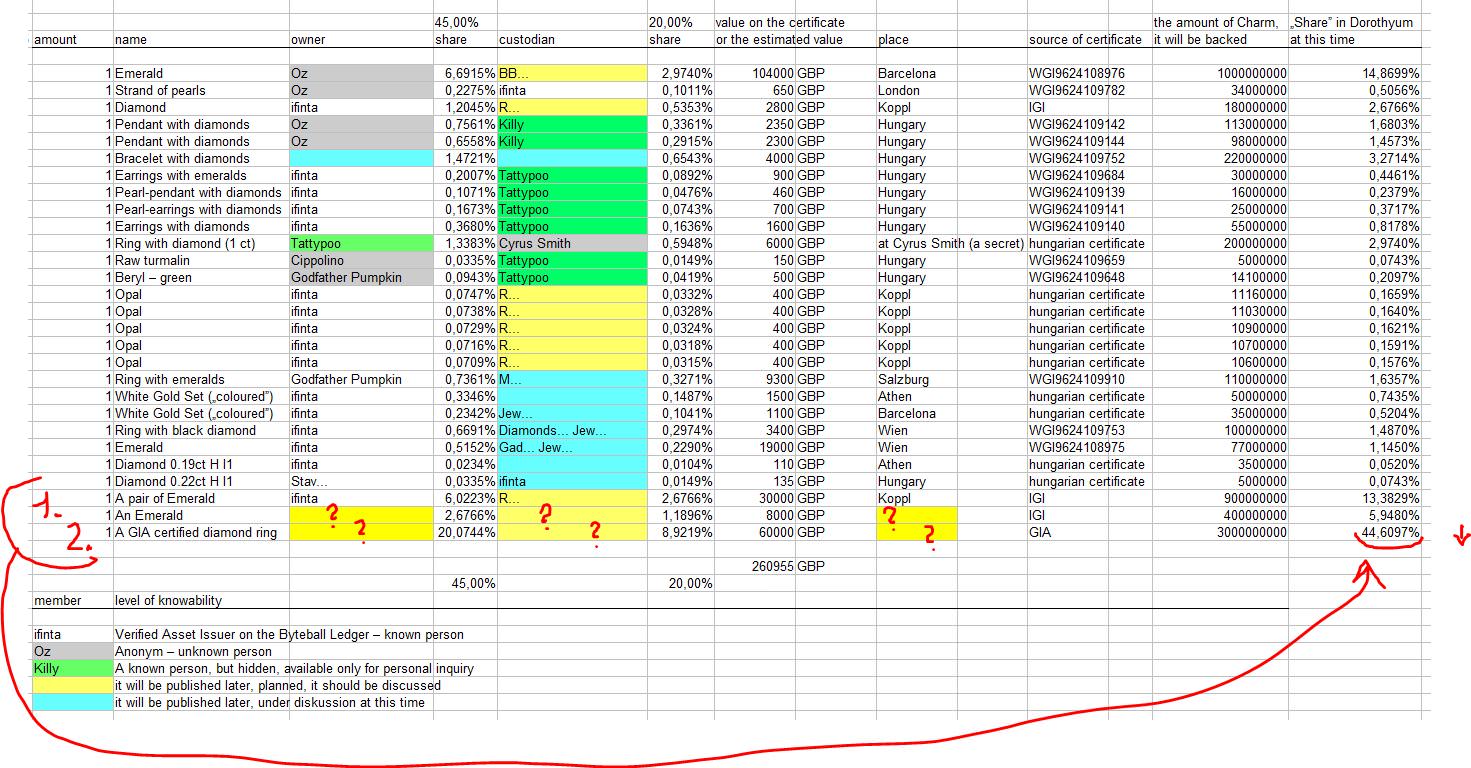 45,00% 20,00% value on the certificate the amount of Charm, „Share” in Dorothyum
amount name owner share custodian share or the estimated value place source of certificate it will be backed at this time
1 Emerald Oz 6,6915% BB... 2,9740% 104000 GBP Barcelona WGI9624108976 1000000000 14,8699%
1 Strand of pearls Oz 0,2275% ifinta 0,1011% 650 GBP London WGI9624109782 34000000 0,5056%
1 Diamond ifinta 1,2045% R... 0,5353% 2800 GBP Koppl IGI 180000000 2,6766%
1 Pendant with diamonds Oz 0,7561% Killy 0,3361% 2350 GBP Hungary WGI9624109142 113000000 1,6803%
1 Pendant with diamonds Oz 0,6558% Killy 0,2915% 2300 GBP Hungary WGI9624109144 98000000 1,4573%
1 Bracelet with diamonds 1,4721% 0,6543% 4000 GBP Hungary WGI9624109752 220000000 3,2714%
1 Earrings with emeralds ifinta 0,2007% Tattypoo 0,0892% 900 GBP Hungary WGI9624109684 30000000 0,4461%
1 Pearl-pendant with diamonds ifinta 0,1071% Tattypoo 0,0476% 460 GBP Hungary WGI9624109139 16000000 0,2379%
1 Pearl-earrings with diamonds ifinta 0,1673% Tattypoo 0,0743% 700 GBP Hungary WGI9624109141 25000000 0,3717%
1 Earrings with diamonds ifinta 0,3680% Tattypoo 0,1636% 1600 GBP Hungary WGI9624109140 55000000 0,8178%
1 Ring with diamond (1 ct) Tattypoo 1,3383% Cyrus Smith 0,5948% 6000 GBP at Cyrus Smith (a secret) hungarian certificate 200000000 2,9740%
1 Raw turmalin Cippolino 0,0335% Tattypoo 0,0149% 150 GBP Hungary WGI9624109659 5000000 0,0743%
1 Beryl – green Godfather Pumpkin 0,0943% Tattypoo 0,0419% 500 GBP Hungary WGI9624109648 14100000 0,2097%
1 Opal ifinta 0,0747% R... 0,0332% 400 GBP Koppl hungarian certificate 11160000 0,1659%
1 Opal ifinta 0,0738% R... 0,0328% 400 GBP Koppl hungarian certificate 11030000 0,1640%
1 Opal ifinta 0,0729% R... 0,0324% 400 GBP Koppl hungarian certificate 10900000 0,1621%
1 Opal ifinta 0,0716% R... 0,0318% 400 GBP Koppl hungarian certificate 10700000 0,1591%
1 Opal ifinta 0,0709% R... 0,0315% 400 GBP Koppl hungarian certificate 10600000 0,1576%
1 Ring with emeralds Godfather Pumpkin 0,7361% M... 0,3271% 9300 GBP Salzburg WGI9624109910 110000000 1,6357%
1 White Gold Set („coloured”) ifinta 0,3346% 0,1487% 1500 GBP Athen hungarian certificate 50000000 0,7435%
1 White Gold Set („coloured”) ifinta 0,2342% Jew... 0,1041% 1100 GBP Barcelona hungarian certificate 35000000 0,5204%
1 Ring with black diamond ifinta 0,6691% Diamonds... Jew... 0,2974% 3400 GBP Wien WGI9624109753 100000000 1,4870%
1 Emerald ifinta 0,5152% Gad... Jew... 0,2290% 19000 GBP Wien WGI9624108975 77000000 1,1450%
1 Diamond 0.19ct H I1 ifinta 0,0234% 0,0104% 110 GBP Athen hungarian certificate 3500000 0,0520%
1 Diamond 0.22ct H I1 Stav... 0,0335% ifinta 0,0149% 135 GBP Hungary hungarian certificate 5000000 0,0743%
1 A pair of Emerald ifinta 6,0223% R... 2,6766% 30000 GBP Koppl IGI 900000000 13,3829%
1. 1 An Emerald ? 2,6766% ? 1,1896% 8000 GBP ? IGI 400000000 5,9480%
2. 1 A GIA certified diamond ring ? 20,0744% ? 8,9219% 60000 GBP ? GIA 3000000000 44,6097%
260955 GBP
45,00% 20,00%
member level of knowability
ifinta Verified Asset Issuer on the Byteball Ledger – known person
Oz Anonym – unknown person
Killy A known person, but hidden, available only for personal inquiry
it will be published later, planned, it should be discussed
it will be published later, under diskussion at this time